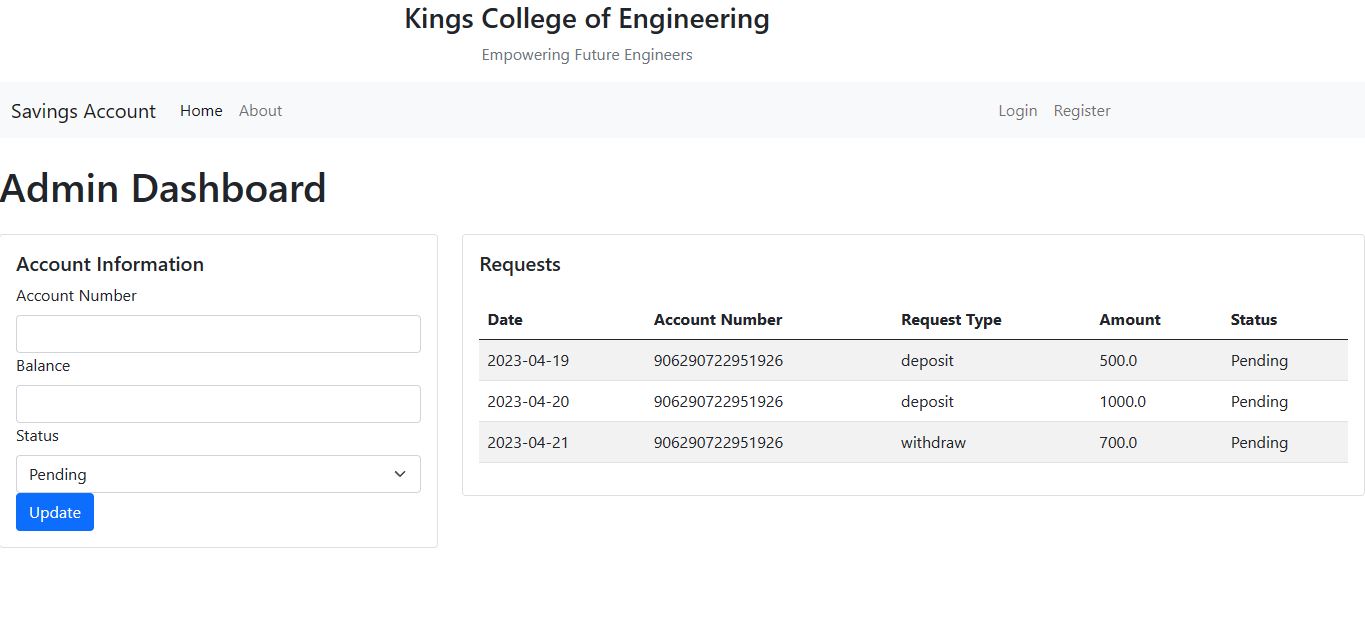 Kings College of Engineering
Empowering Future Engineers
Savings Account Home About Login Register
Admin Dashboard
Account Information
Account Number
Balance
Status
Pending
Update
Requests
Date Account Number Request Type Amount Status
2023-04-19 906290722951926 deposit 500.0 Pending
2023-04-20 906290722951926 deposit 1000.0 Pending
2023-04-21 906290722951926 withdraw 700.0 Pending